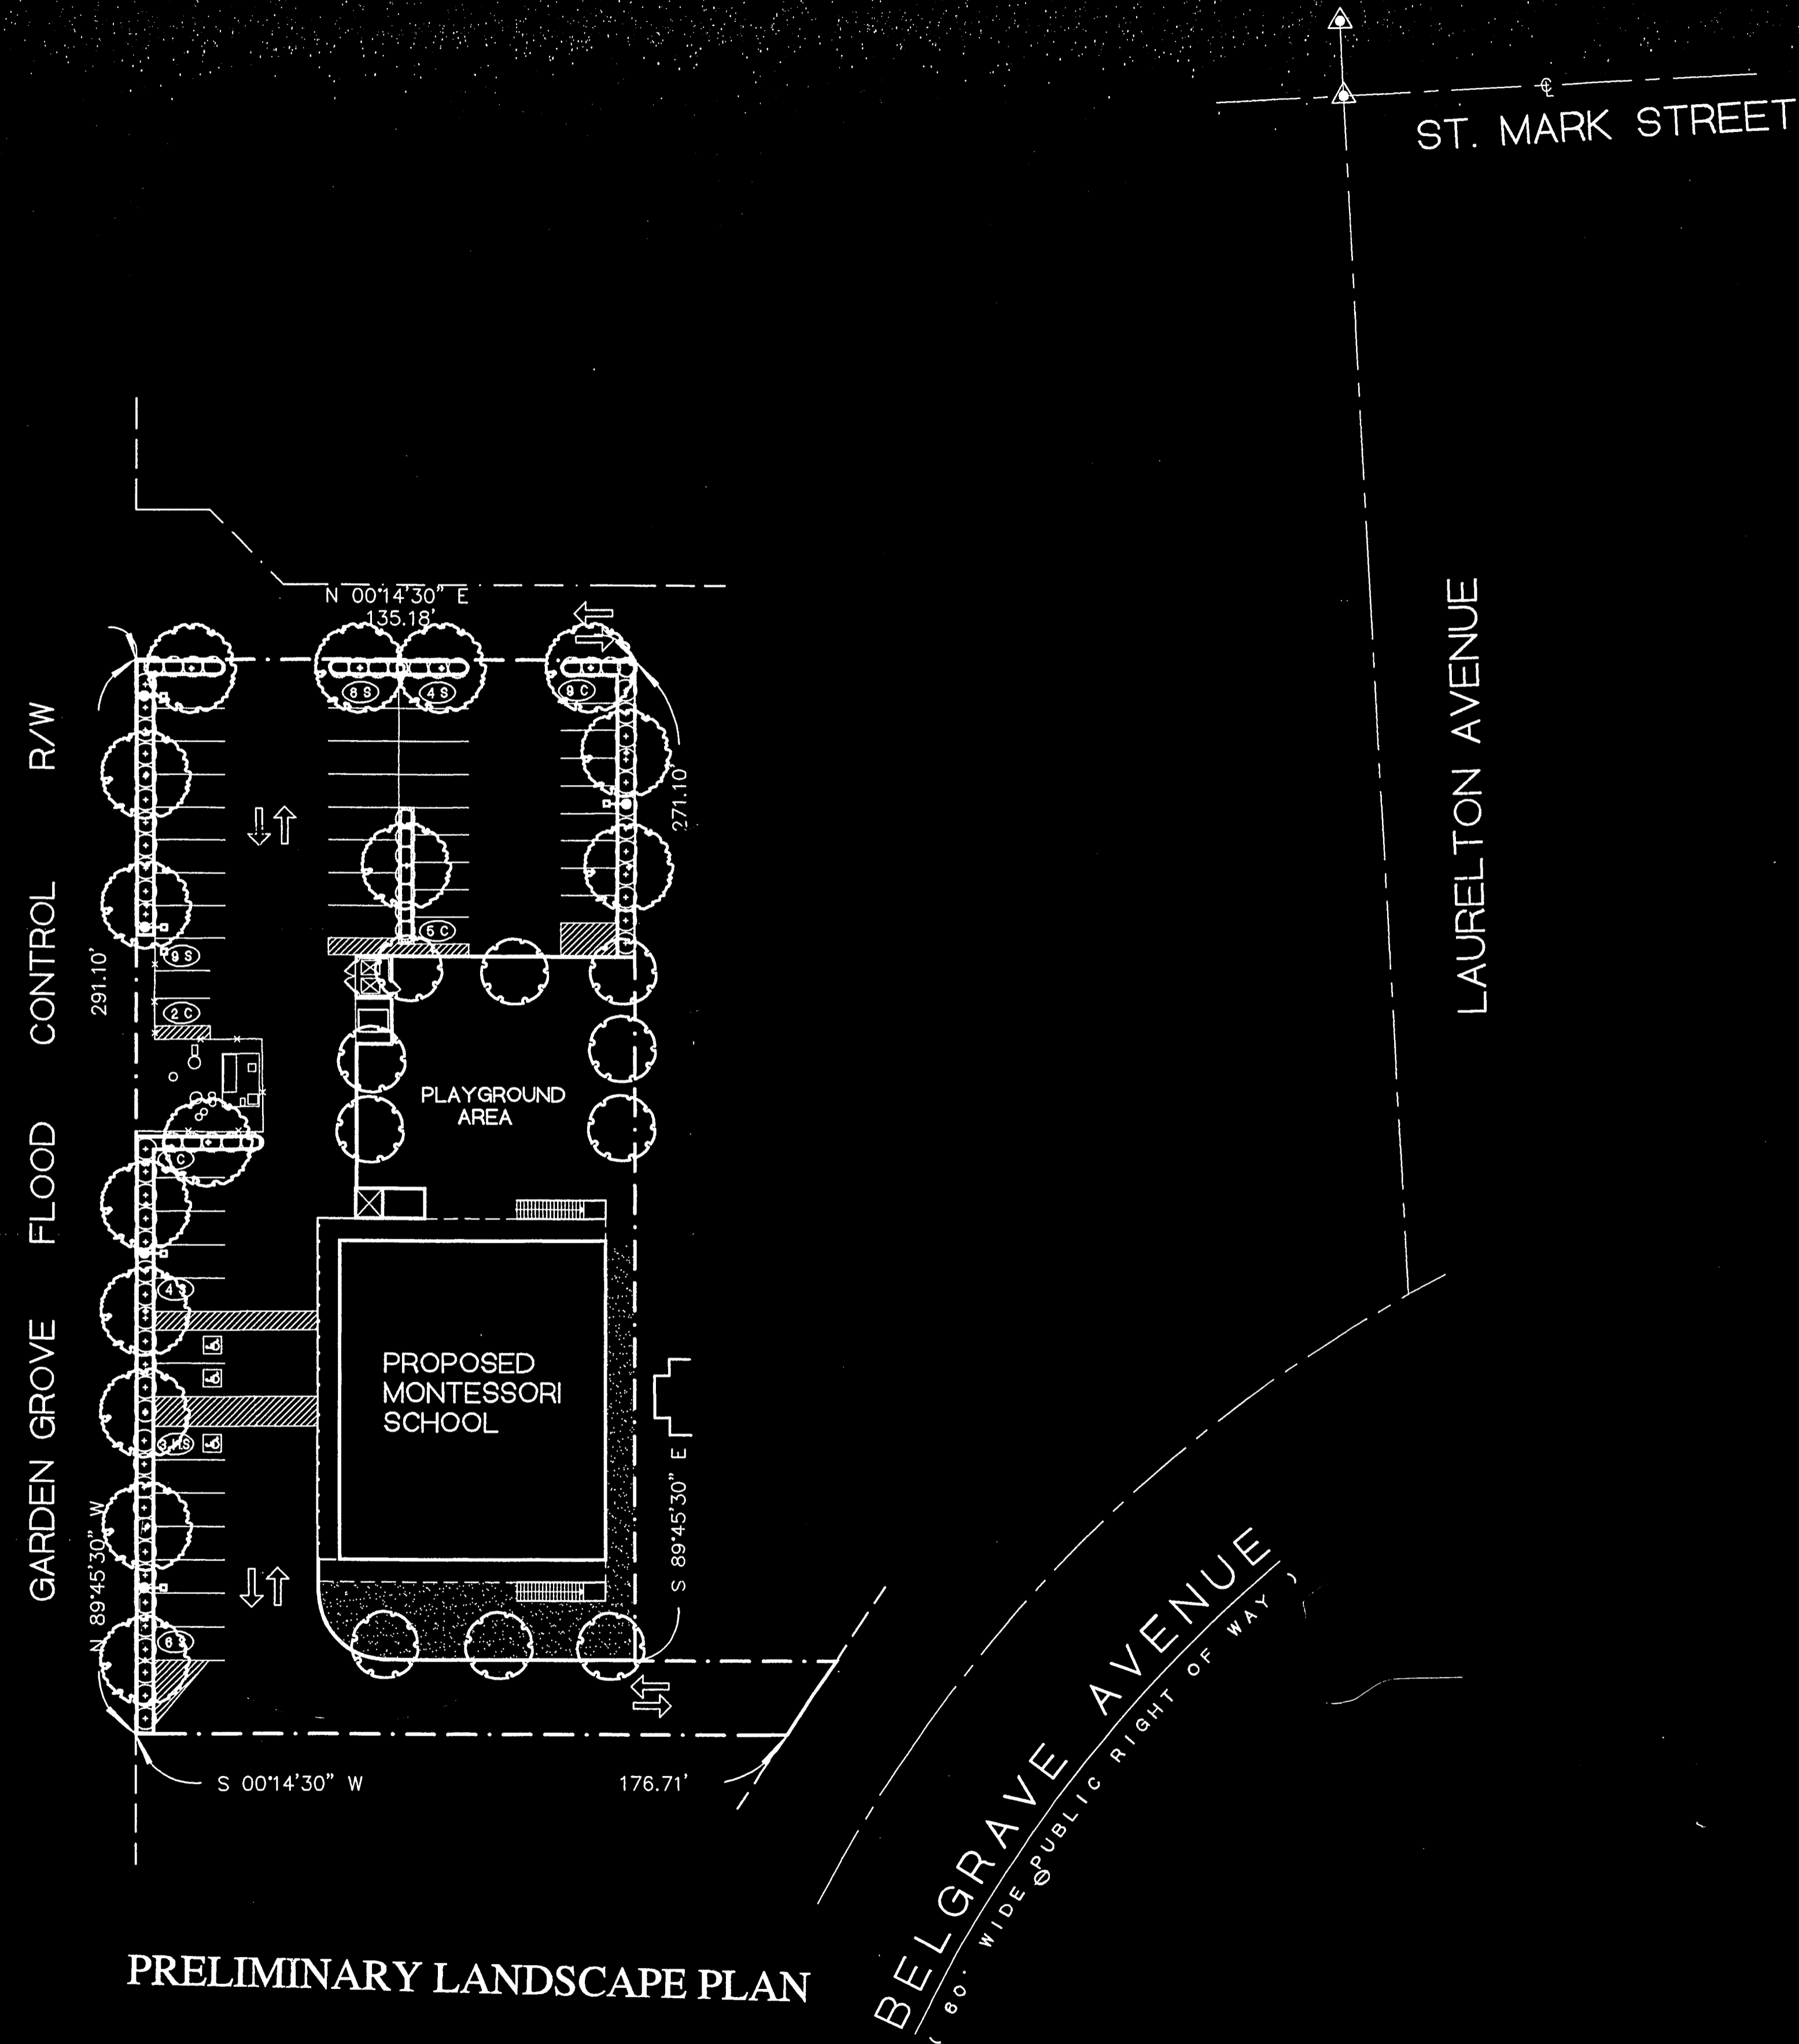 ℄
ST. MARK STREET
N 00°14'30" E
135.18'
8 S
4 S
9 C
R/W
271.10'
LAURELTON AVENUE
5 C
9 S
CONTROL
291.10'
2 C
PLAYGROUND
AREA
FLOOD
C
4 S
GARDEN GROVE
PROPOSED
MONTESSORI
SCHOOL
3 H.S
S 89°45'30" E
N 89°45'30" W
6 S
BELGRAVE AVENUE
WIDE PUBLIC RIGHT OF WAY )
S 00°14'30" W
176.71'
PRELIMINARY LANDSCAPE PLAN